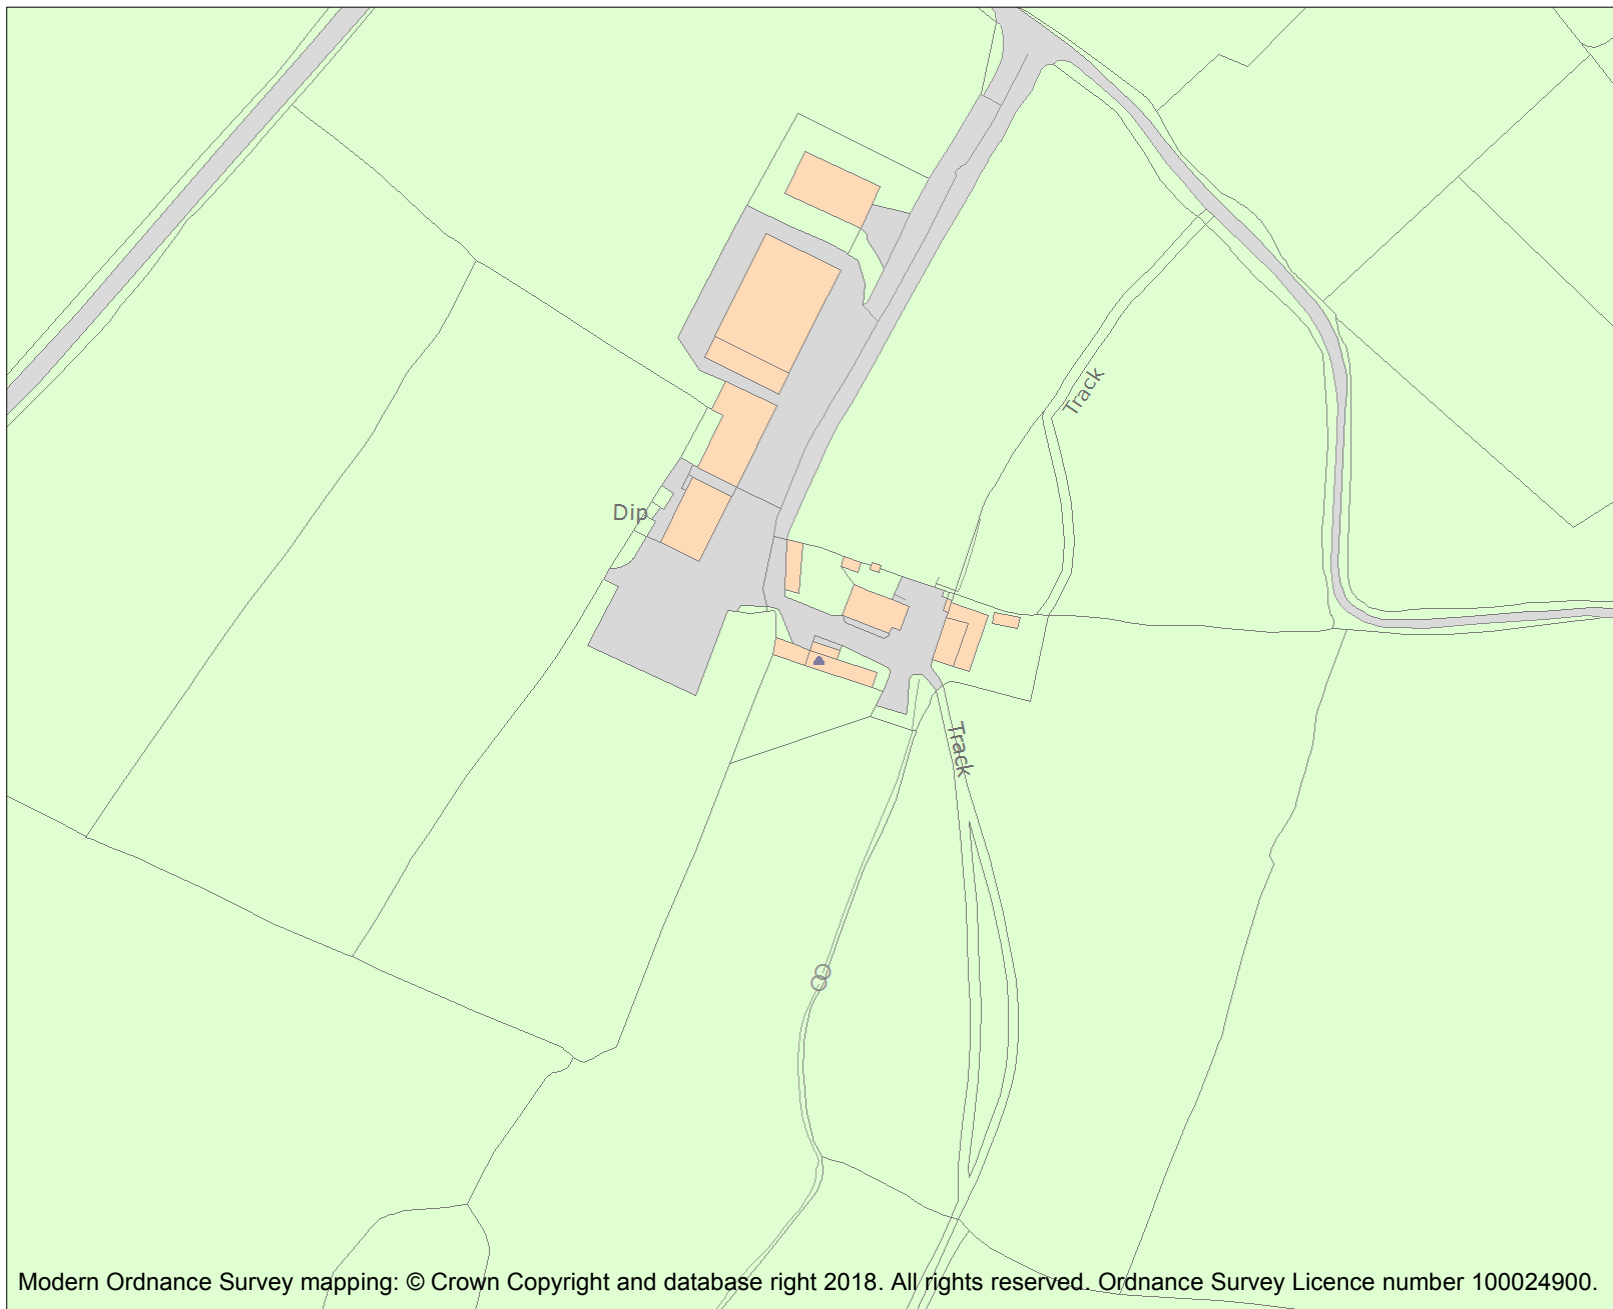 Track
Dip
Track
Modern Ordnance Survey mapping: © Crown Copyright and database right 2018. All rights reserved. Ordnance Survey Licence number 100024900.